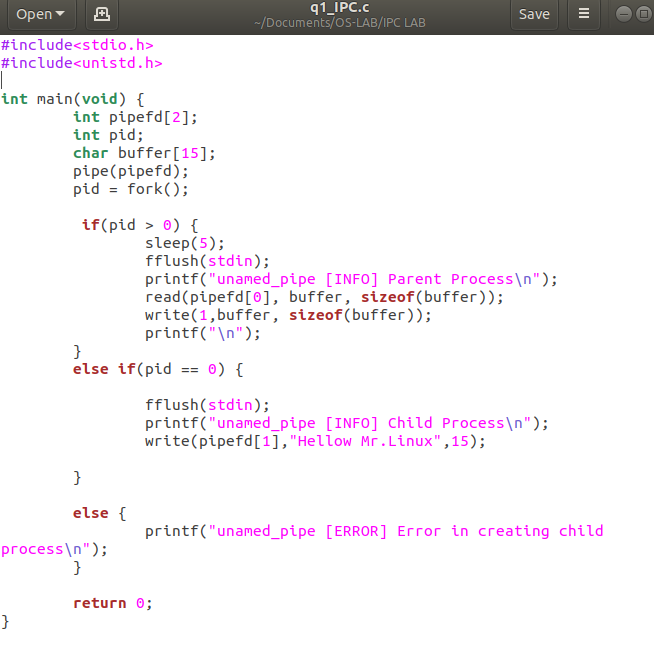 Open
q1_IPC.c
~/Documents/OS-LAB/IPC LAB
Save
#include<stdio.h>
#include<unistd.h>

int main(void) {
        int pipefd[2];
        int pid;
        char buffer[15];
        pipe(pipefd);
        pid = fork();

         if(pid > 0) {
                sleep(5);
                fflush(stdin);
                printf("unamed_pipe [INFO] Parent Process\n");
                read(pipefd[0], buffer, sizeof(buffer));
                write(1,buffer, sizeof(buffer));
                printf("\n");
        }
        else if(pid == 0) {

                fflush(stdin);
                printf("unamed_pipe [INFO] Child Process\n");
                write(pipefd[1],"Hellow Mr.Linux",15);

        }

        else {
                printf("unamed_pipe [ERROR] Error in creating child
process\n");
        }

        return 0;
}